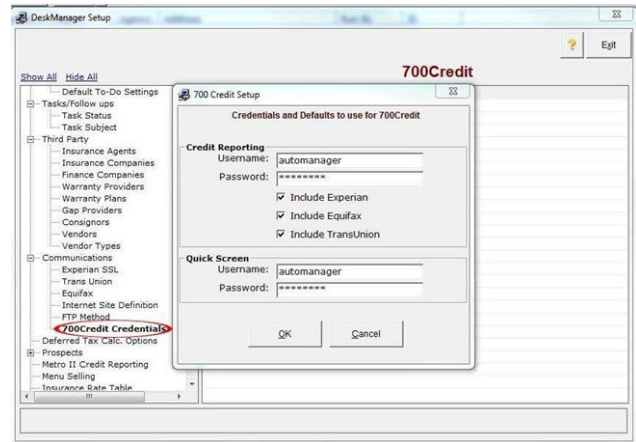 DeskManager Setup
Exit
700Credit
Show All Hide All
Default To-Do Settings
Tasks/Follow ups
Task Status
Task Subject
Third Party
Insurance Agents
Insurance Companies
Finance Companies
Warranty Providers
Warranty Plans
Gap Providers
Consignors
Vendors
Vendor Types
Communications
Experian SSL
Trans Union
Equifax
Internet Site Definition
FTP Method
700Credit Credentials
Deferred Tax Calc. Options
Prospects
Metro II Credit Reporting
Menu Selling
Insurance Rate Table
700 Credit Setup
Credentials and Defaults to use for 700Credit
Credit Reporting
Username: automanager
Password: ********
Include Experian
Include Equifax
Include TransUnion
Quick Screen
Username: automanager
Password: ********
OK Cancel